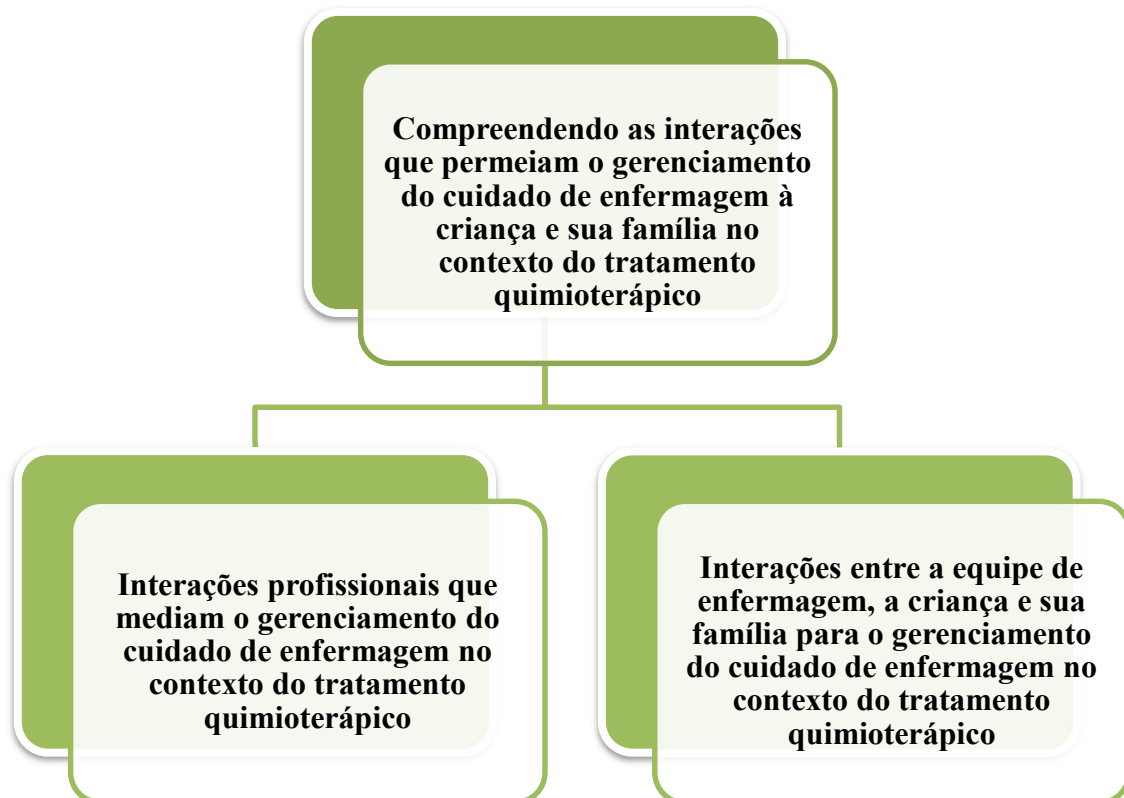 Compreendendo as interações
que permeiam o gerenciamento
do cuidado de enfermagem à
criança e sua família no
contexto do tratamento
quimioterápico
Interações profissionais que
mediam o gerenciamento do
cuidado de enfermagem no
contexto do tratamento
quimioterápico
Interações entre a equipe de
enfermagem, a criança e sua
família para o gerenciamento
do cuidado de enfermagem no
contexto do tratamento
quimioterápico